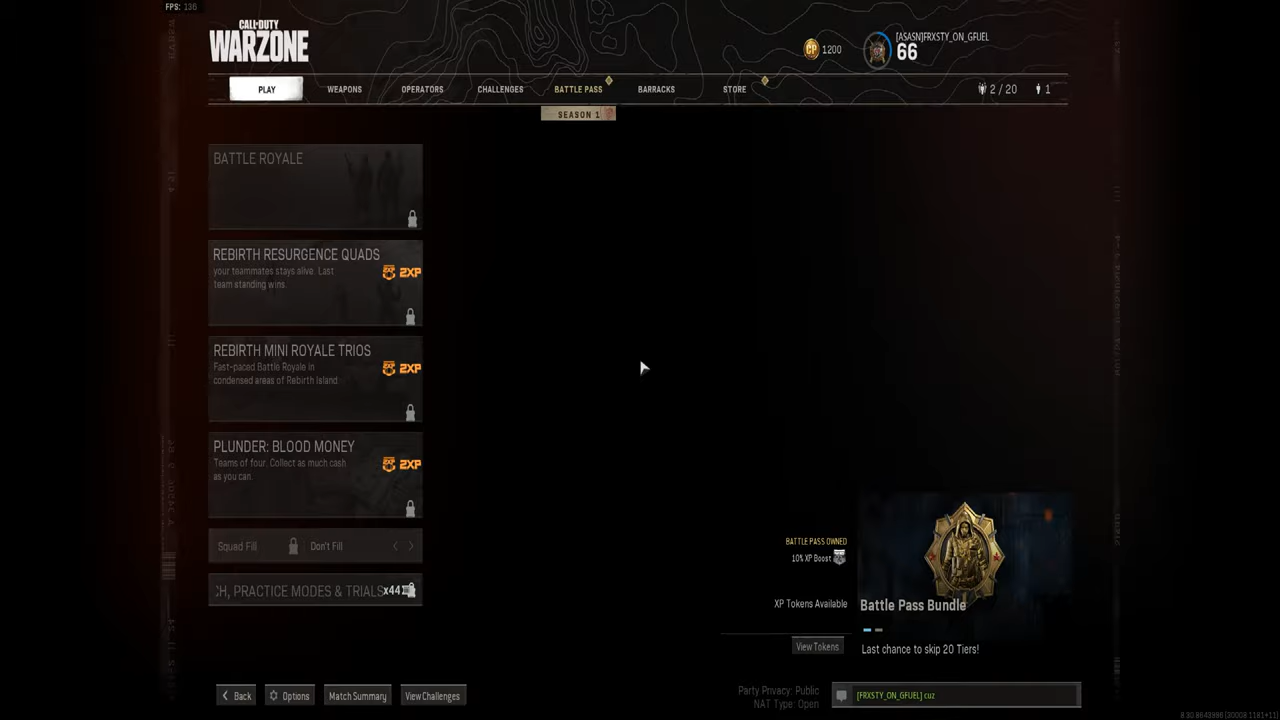 FPS: 136
CALL OF DUTY
WARZONE
CP 1200
[ASASN]FRXSTY_ON_GFUEL
66
PLAY
WEAPONS
OPERATORS
CHALLENGES
BATTLE PASS
BARRACKS
STORE
2 / 20
1
SEASON 1
BATTLE ROYALE
REBIRTH RESURGENCE QUADS
your teammates stays alive. Last
team standing wins.
2XP
REBIRTH MINI ROYALE TRIOS
Fast-paced Battle Royale in
condensed areas of Rebirth Island
2XP
PLUNDER: BLOOD MONEY
Teams of four. Collect as much cash
as you can.
2XP
Squad Fill
Don't Fill
CH, PRACTICE MODES & TRIALS
x44
BATTLE PASS OWNED
10% XP Boost
XP Tokens Available
View Tokens
Battle Pass Bundle
Last chance to skip 20 Tiers!
Back
Options
Match Summary
View Challenges
Party Privacy: Public
NAT Type: Open
[FRXSTY_ON_GFUEL] cuz